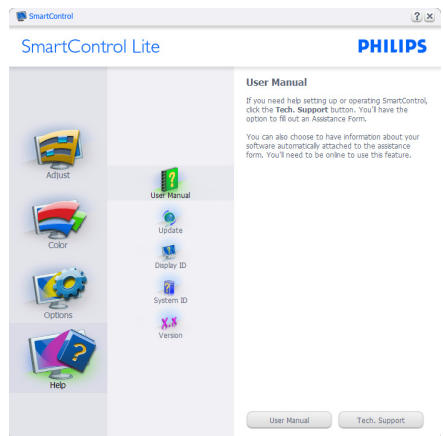 SmartControl
? x
SmartControl Lite
PHILIPS
Adjust
Color
Options
Help
User Manual
Update
Display ID
System ID
X.X
Version
User Manual
If you need help setting up or operating SmartControl,
click the Tech. Support button. You'll have the
option to fill out an Assistance Form.
You can also choose to have information about your
software automatically attached to the assistance
form. You'll need to be online to use this feature.
User Manual
Tech. Support